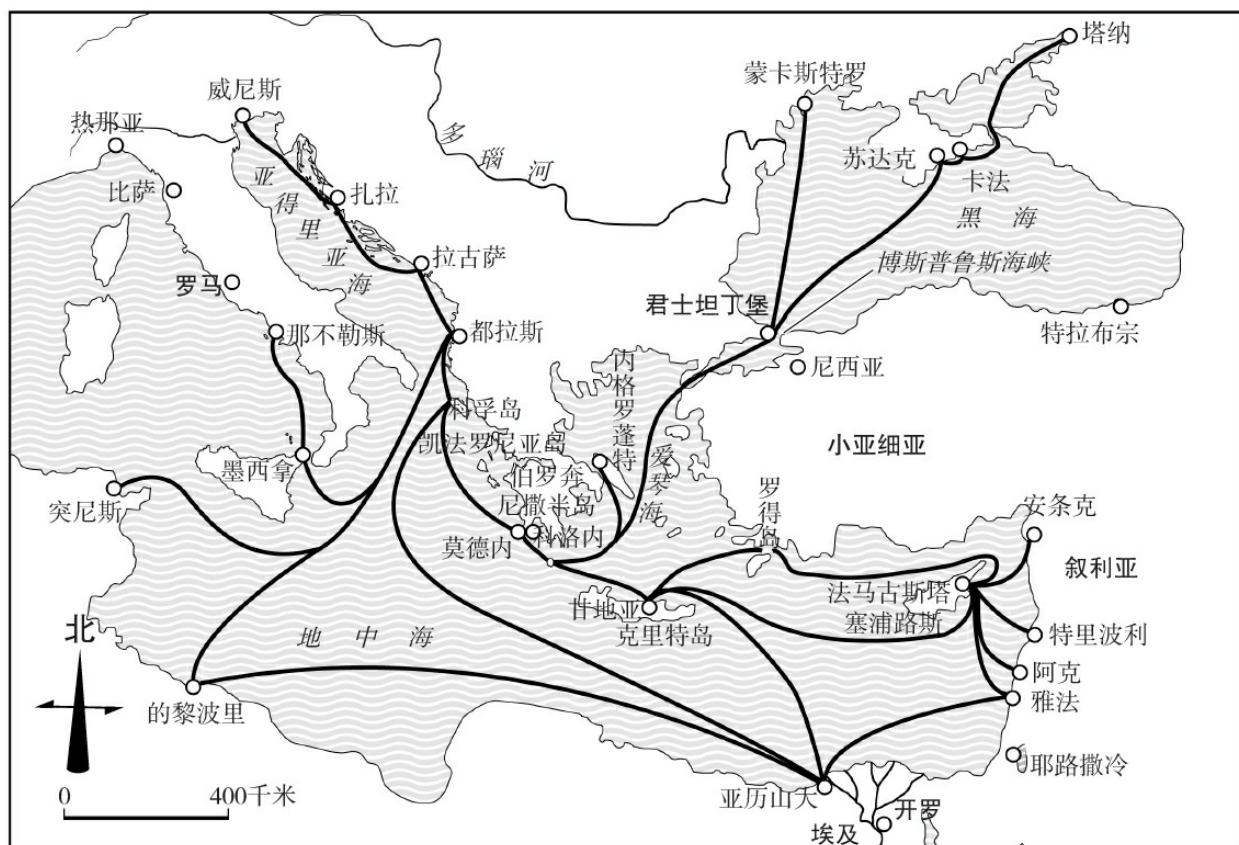 塔纳
蒙卡斯特罗
威尼斯
热那亚
多瑙河
苏达克
卡法
比萨
扎拉
亚得里亚海
黑海
拉古萨
博斯普鲁斯海峡
罗马
君士坦丁堡
那不勒斯
都拉斯
特拉布宗
尼西亚
内格罗蓬特
科孚岛
凯法罗尼亚岛
小亚细亚
墨西拿
伯罗奔
尼撒半岛
爱琴海
罗得岛
突尼斯
安条克
莫德内
科洛内
叙利亚
法马古斯塔
塞浦路斯
甘地亚
克里特岛
北
地中海
特里波利
阿克
雅法
的黎波里
耶路撒冷
0
400千米
亚历山大
开罗
埃及